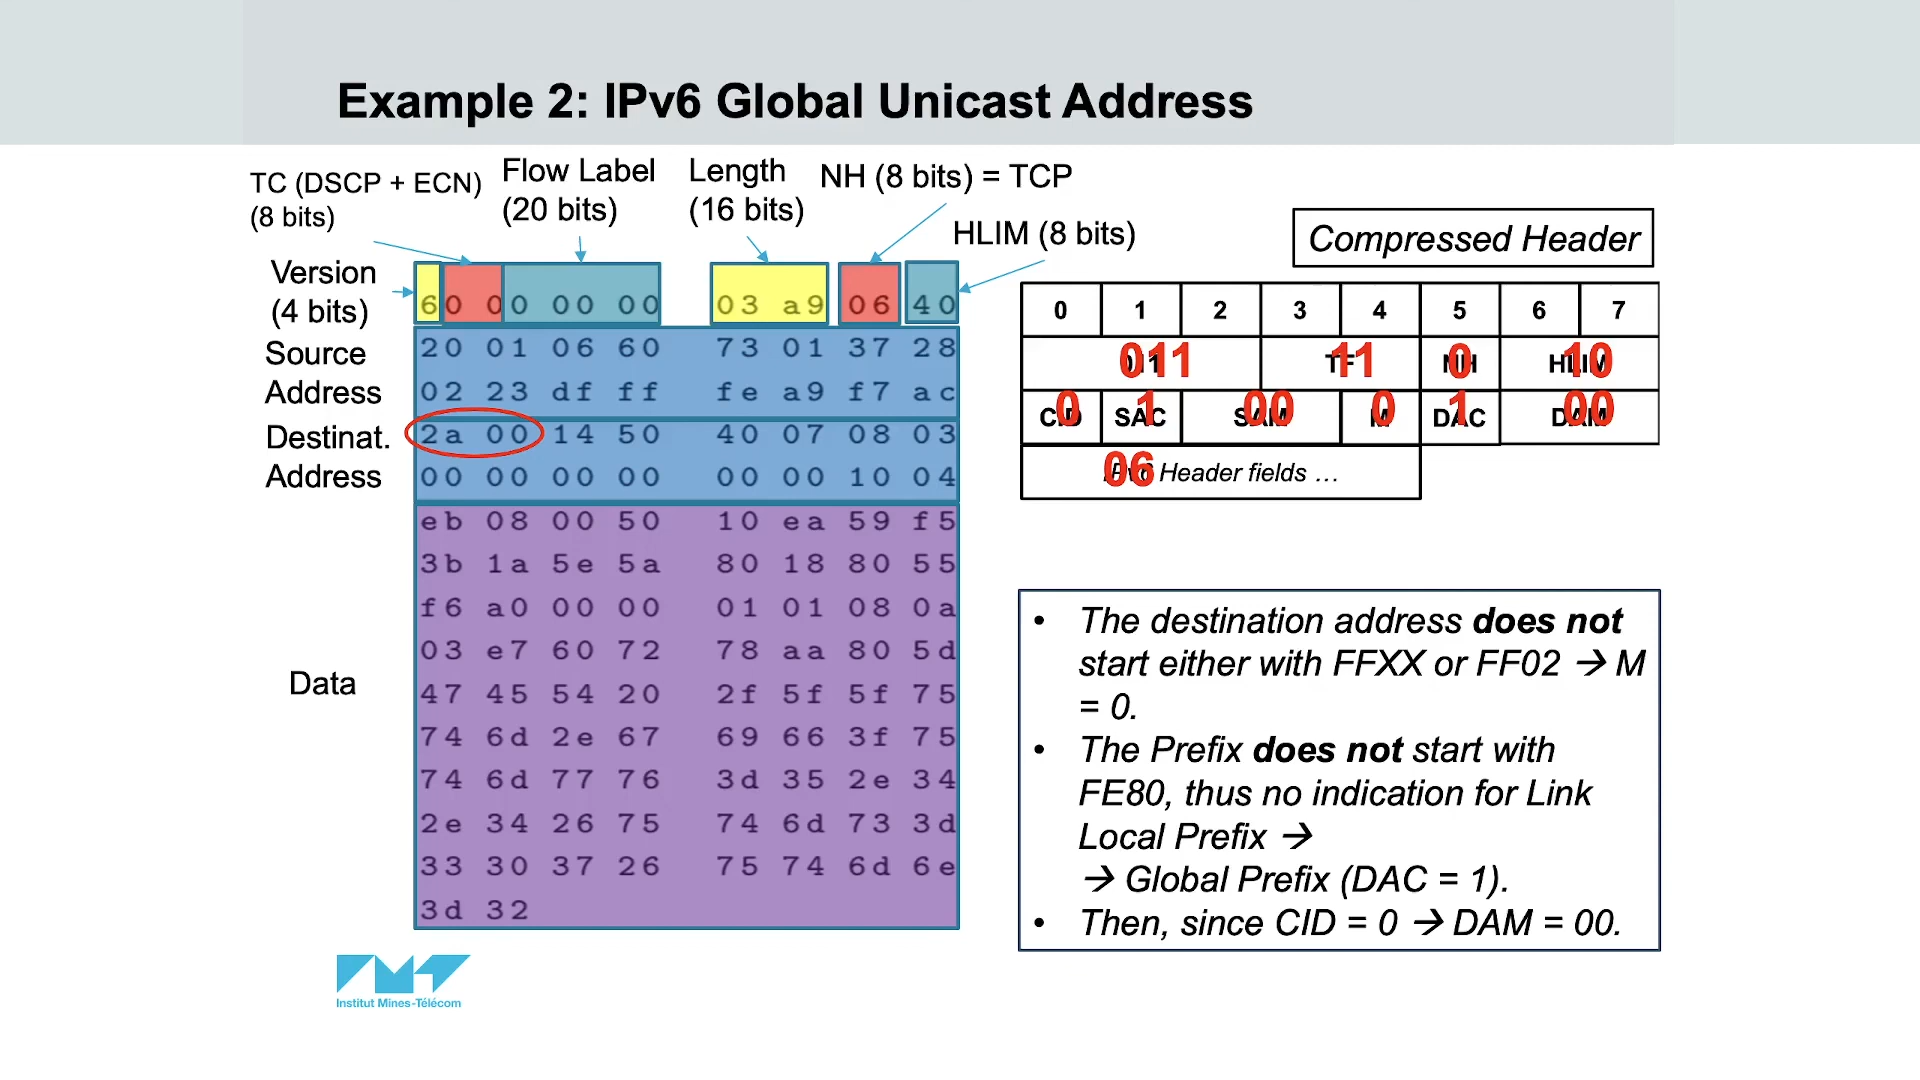 Example 2: IPv6 Global Unicast Address
TC (DSCP + ECN)
(8 bits)
Flow Label
(20 bits)
Length
(16 bits)
NH (8 bits) = TCP
HLIM (8 bits)
Version
(4 bits)
60 00 00 00 03 a9 06 40
Source
Address
20 01 06 60 73 01 37 28
02 23 df ff fe a9 f7 ac
Destinat.
Address
2a 00 14 50 40 07 08 03
00 00 00 00 00 00 10 04
Data
eb 08 00 50 10 ea 59 f5
3b 1a 5e 5a 80 18 80 55
f6 a0 00 00 01 01 08 0a
03 e7 60 72 78 aa 80 5d
47 45 54 20 2f 5f 5f 75
74 6d 2e 67 69 66 3f 75
74 6d 77 76 3d 35 2e 34
2e 34 26 75 74 6d 73 3d
33 30 37 26 75 74 6d 6e
3d 32
Compressed Header
0 1 2 3 4 5 6 7
011 TF 11 NH 0 HLIM 10
CID 0 SAC 1 SAM 00 M 0 DAC 1 DAM 00
06 IPv6 Header fields …
• The destination address does not
start either with FFXX or FF02 → M
= 0.
• The Prefix does not start with
FE80, thus no indication for Link
Local Prefix →
→ Global Prefix (DAC = 1).
• Then, since CID = 0 → DAM = 00.
Institut Mines-Télécom